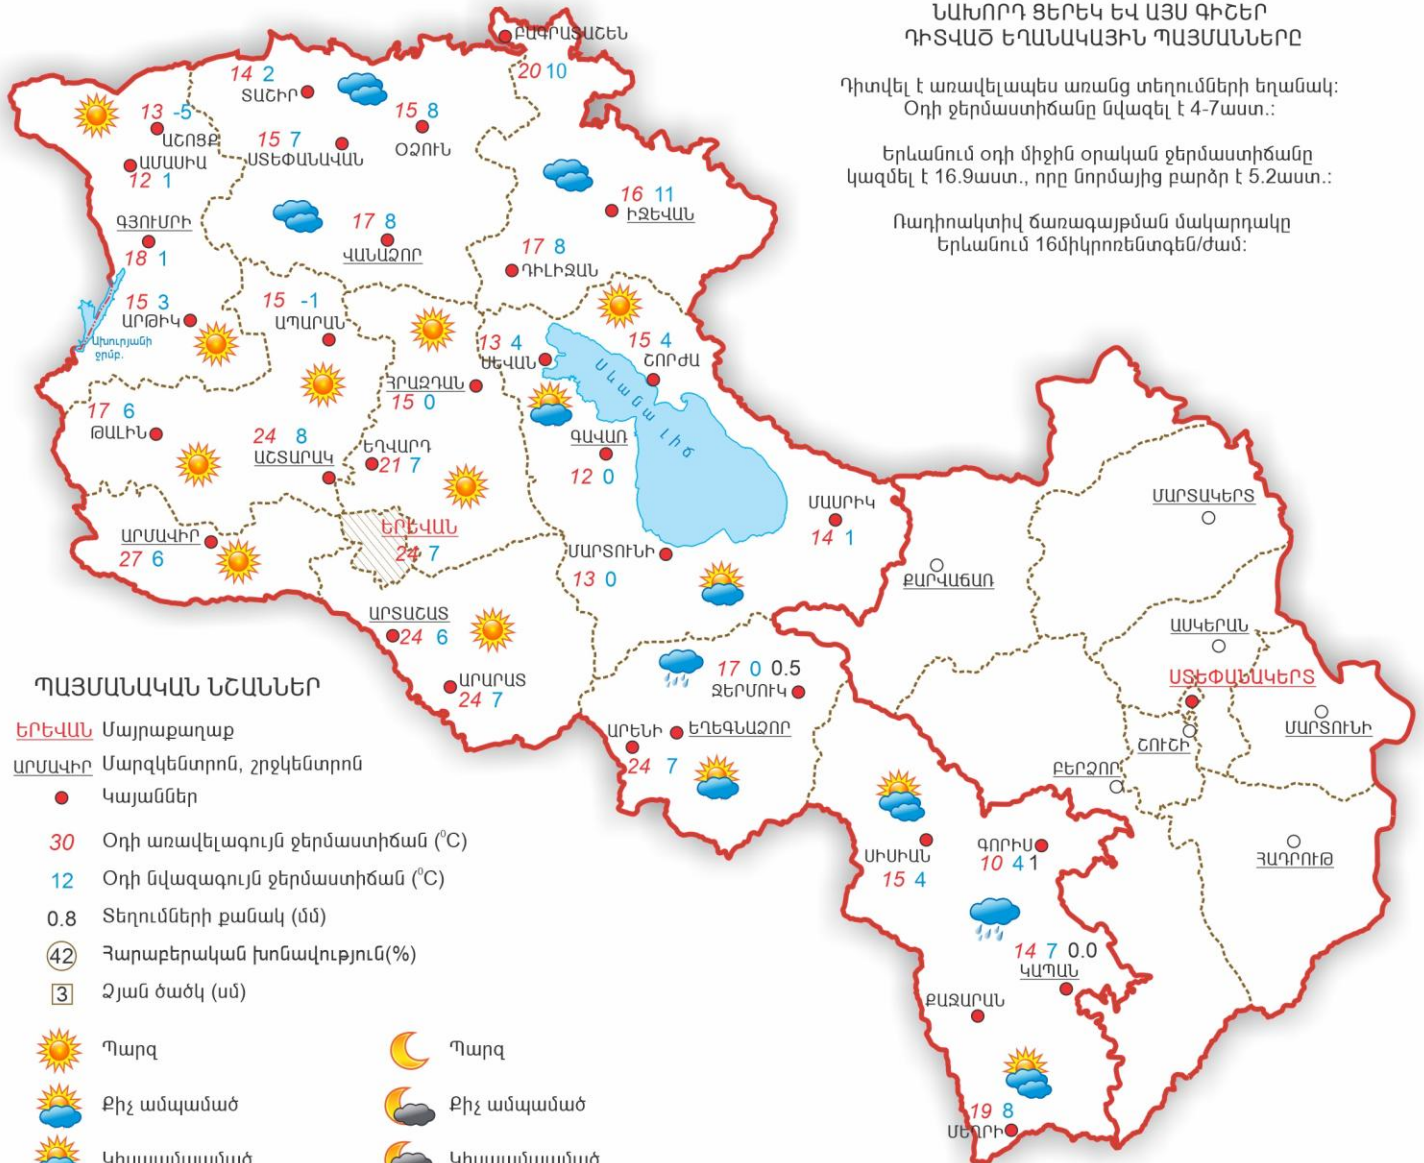 ՆԱԽՈՐԴ ՑԵՐԵԿ ԵՎ ԱՅՍ ԳԻՇԵՐ
ԴԻՏՎԱԾ ԵՂԱՆԱԿԱՅԻՆ ՊԱՅՄԱՆՆԵՐԸ
Դիտվել է առավելապես առանց տեղումների եղանակ:
Օդի ջերմաստիճանը նվազել է 4-7աստ.:
Երևանում օդի միջին օրական ջերմաստիճանը
կազմել է 16.9աստ., որը նորմայից բարձր է 5.2աստ.:
Ռադիոակտիվ ճառագայթման մակարդակը
Երևանում 16միկրոռենտգեն/ժամ:
ԲԱԳՐԱՏԱՇԵՆ
20 10
14 2
ՏԱՇԻՐ
13 -5
ԱՇՈՑՔ
15 8
ՕՁՈՒՆ
15 7
ՍՏԵՓԱՆԱՎԱՆ
ԱՄԱՍԻԱ
12 1
16 11
ԻՋԵՎԱՆ
ԳՅՈՒՄՐԻ
18 1
17 8
ՎԱՆԱՁՈՐ
17 8
ԴԻԼԻՋԱՆ
15 3
ԱՐԹԻԿ
Ախուրյանի
ջրմբ.
15 -1
ԱՊԱՐԱՆ
13 4
ՍԵՎԱՆ
15 4
ՇՈՐԺԱ
Սևանա Լիճ
ՀՐԱԶԴԱՆ
15 0
17 6
ԹԱԼԻՆ
24 8
ԱՇՏԱՐԱԿ
ԵՂՎԱՐԴ
21 7
ԳԱՎԱՌ
12 0
ՄԱՍՐԻԿ
14 1
ՄԱՐՏԱԿԵՐՏ
ԱՐՄԱՎԻՐ
27 6
ԵՐԵՎԱՆ
24 7
ՄԱՐՏՈՒՆԻ
13 0
ՔԱՐՎԱՃԱՌ
ԱՐՏԱՇԱՏ
24 6
ԱՍԿԵՐԱՆ
ԱՐԱՐԱՏ
24 7
17 0 0.5
ՋԵՐՄՈՒԿ
ՍՏԵՓԱՆԱԿԵՐՏ
ԱՐԵՆԻ
ԵՂԵԳՆԱՁՈՐ
24 7
ՇՈՒՇԻ
ՄԱՐՏՈՒՆԻ
ԲԵՐՁՈՐ
ՍԻՍԻԱՆ
15 4
ԳՈՐԻՍ
10 4 1
ՀԱԴՐՈՒԹ
14 7 0.0
ԿԱՊԱՆ
ՔԱՋԱՐԱՆ
19 8
ՄԵՂՐԻ
ՊԱՅՄԱՆԱԿԱՆ ՆՇԱՆՆԵՐ
ԵՐԵՎԱՆ Մայրաքաղաք
ԱՐՄԱՎԻՐ Մարզկենտրոն, շրջկենտրոն
Կայաններ
30 Օդի առավելագույն ջերմաստիճան (⁰C)
12 Օդի նվազագույն ջերմաստիճան (⁰C)
0.8 Տեղումների քանակ (մմ)
42 Հարաբերական խոնավություն(%)
3 Ձյան ծածկ (սմ)
Պարզ Պարզ
Քիչ ամպամած Քիչ ամպամած